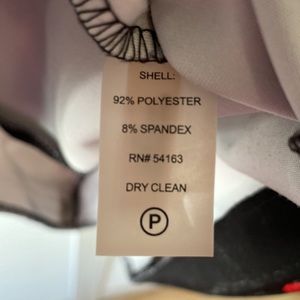 SHELL:
92% POLYESTER
8% SPANDEX
RN# 54163
DRY CLEAN
P